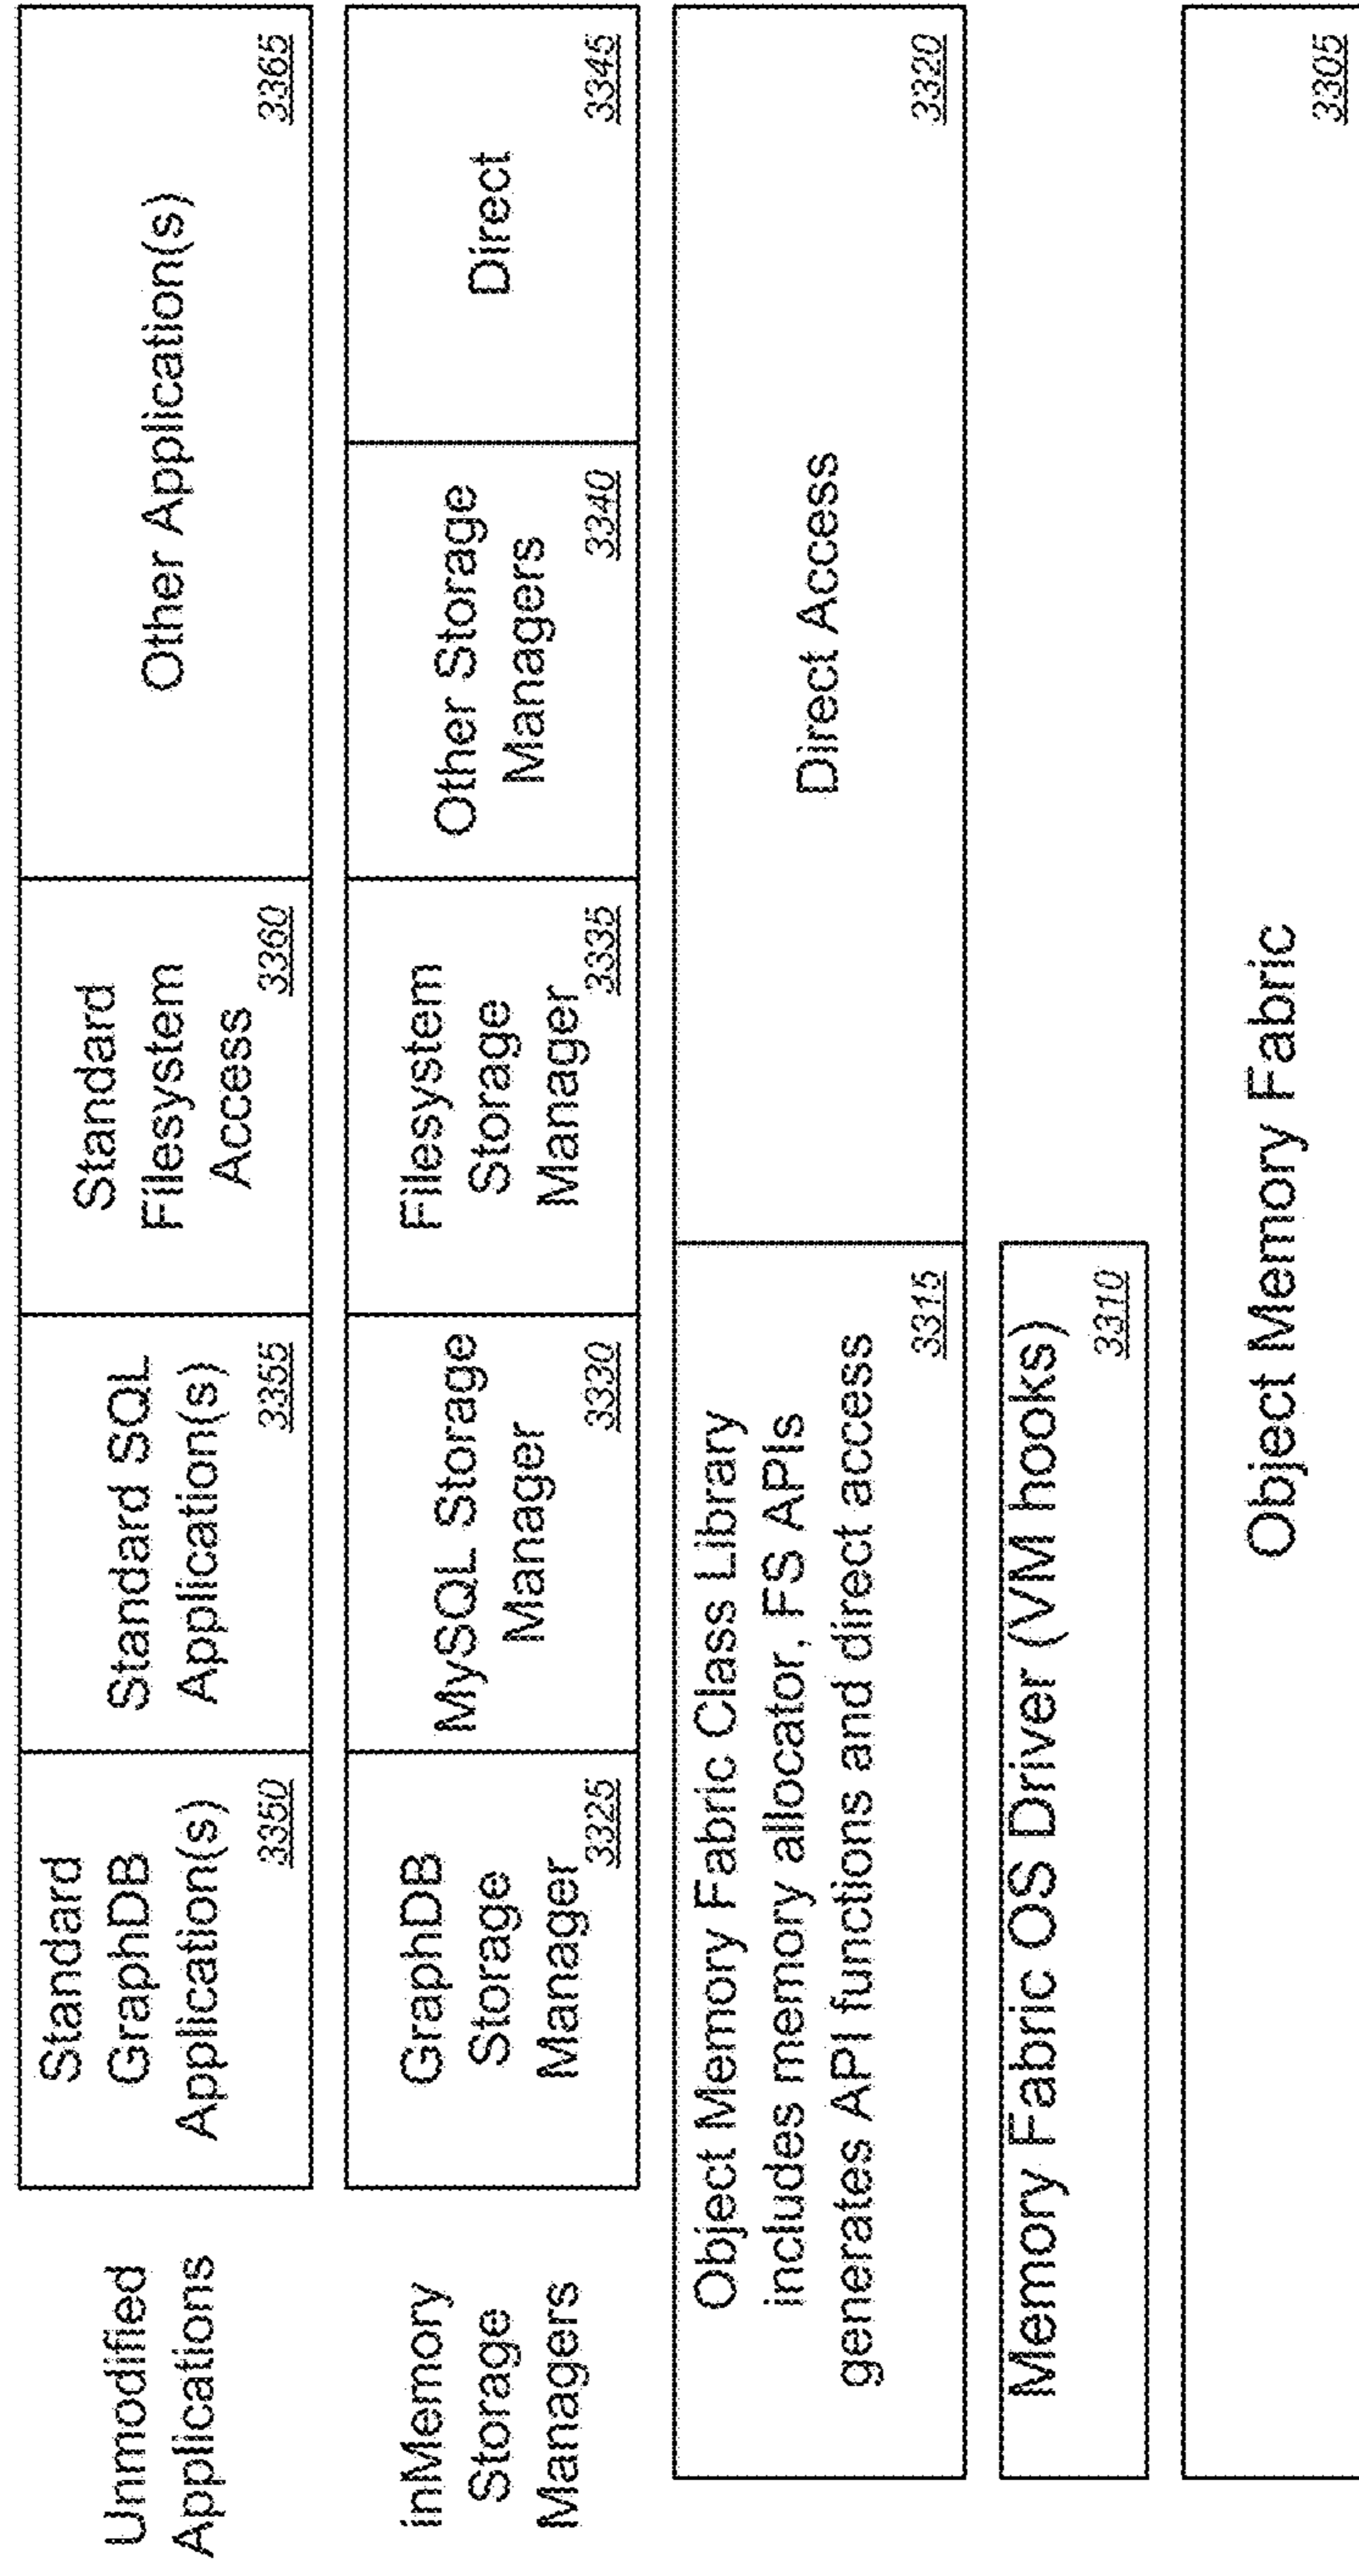 Unmodified
Applications
Standard
GraphDB
Application(s)
3350
Standard SQL
Application(s)
3355
Standard
Filesystem
Access
3360
Other Application(s)
3365
inMemory
Storage
Managers
GraphDB
Storage
Manager
3325
MySQL Storage
Manager
3330
Filesystem
Storage
Manager
3335
Other Storage
Managers
3340
Direct
3345
Object Memory Fabric Class Library
includes memory allocator, FS APIs
generates API functions and direct access
3315
Direct Access
3320
Memory Fabric OS Driver (VM hooks)
3310
Object Memory Fabric
3305